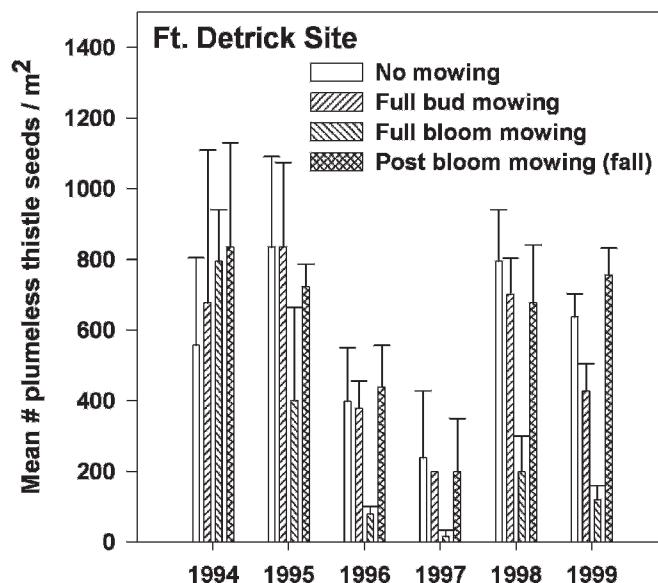 Ft. Detrick Site
No mowing
Full bud mowing
Full bloom mowing
Post bloom mowing (fall)
Mean # plumeless thistle seeds / m²
1400
1200
1000
800
600
400
200
0
1994 1995 1996 1997 1998 1999